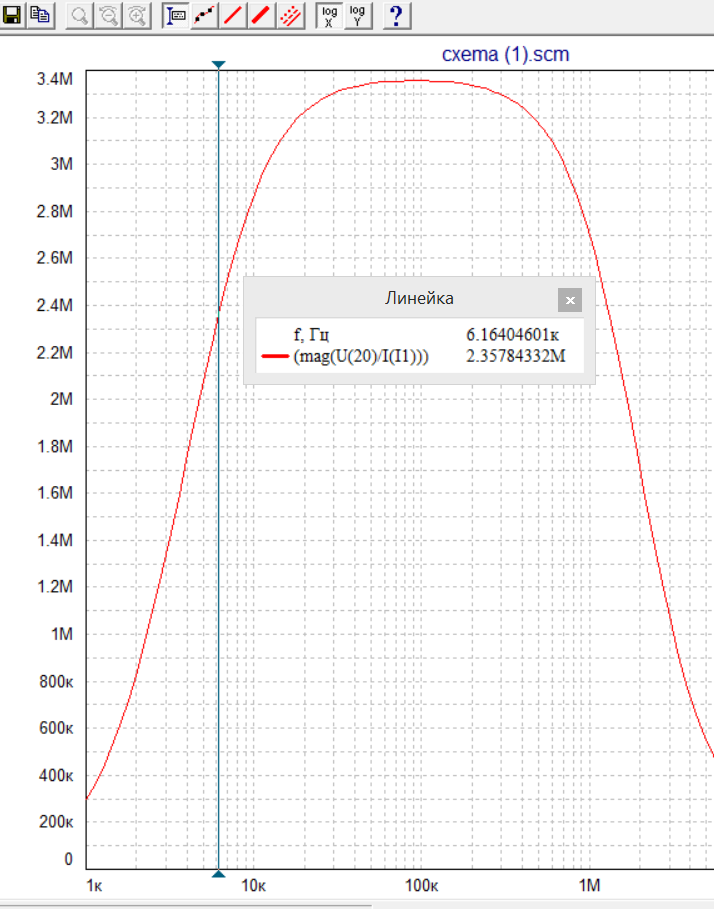 log
X
log
Y
?
cxema (1).scm
3.4M
3.2M
3M
2.8M
2.6M
2.4M
2.2M
2M
1.8M
1.6M
1.4M
1.2M
1M
800к
600к
400к
200к
0
Линейка
x
f, Гц 6.16404601к
(mag(U(20)/I(I1))) 2.35784332M
1к 10к 100к 1М